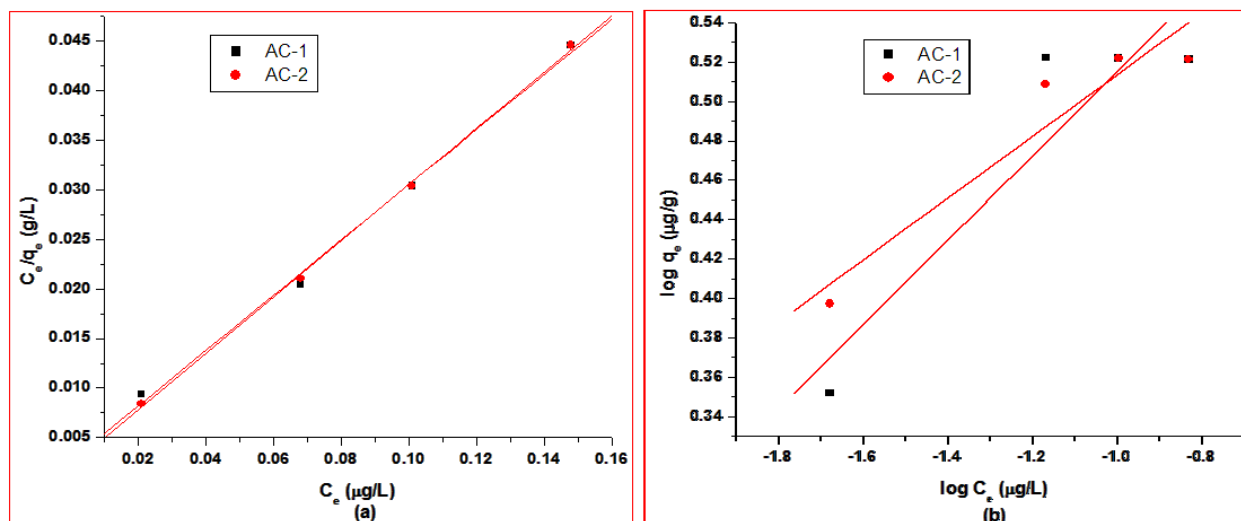 AC-1
AC-2
0.045
0.040
0.035
0.030
0.025
0.020
0.015
0.010
0.005
Ce/qe (g/L)
0.02 0.04 0.06 0.08 0.10 0.12 0.14 0.16
Ce (µg/L)
(a)
AC-1
AC-2
0.54
0.52
0.50
0.48
0.46
0.44
0.42
0.40
0.38
0.36
0.34
log qe (µg/g)
-1.8 -1.6 -1.4 -1.2 -1.0 -0.8
log Ce (µg/L)
(b)